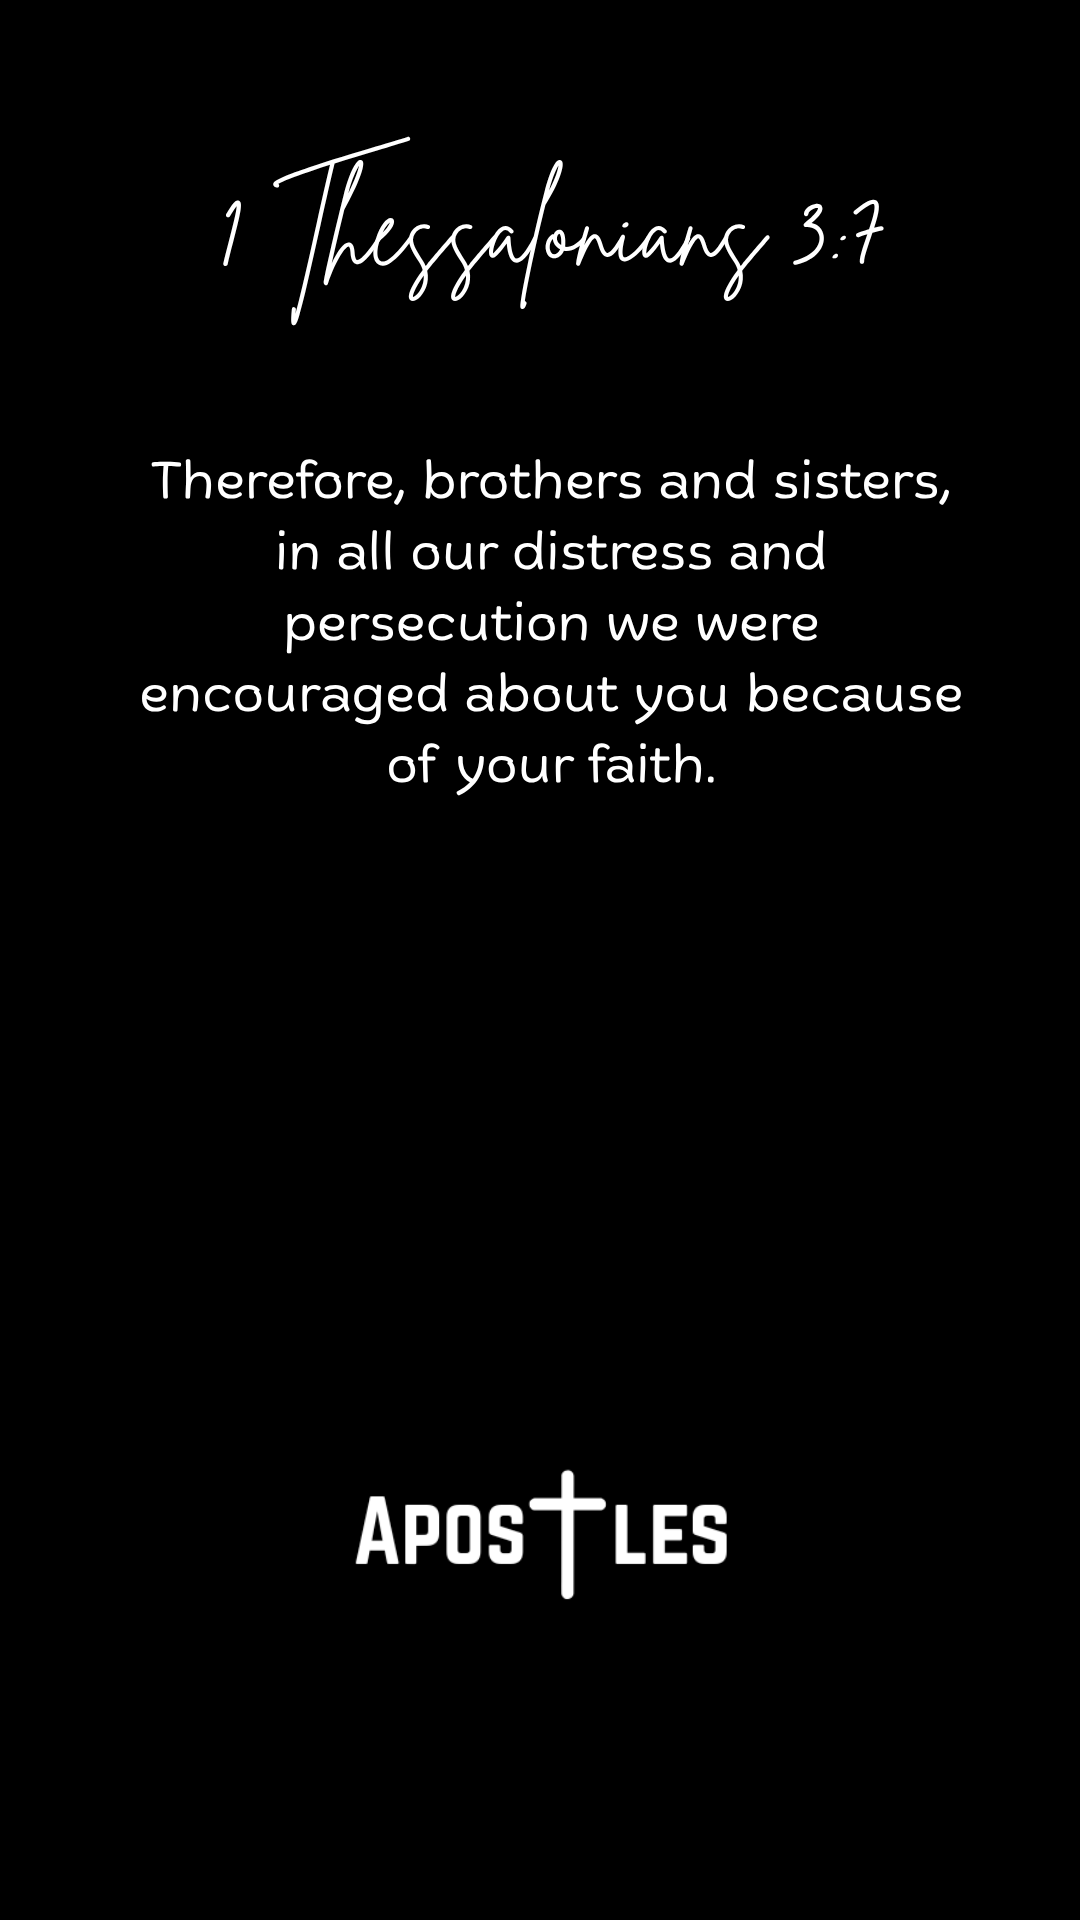 1 Thessalonians 3:7
Therefore, brothers and sisters,
in all our distress and
persecution we were
encouraged about you because
of your faith.
APOSTLES